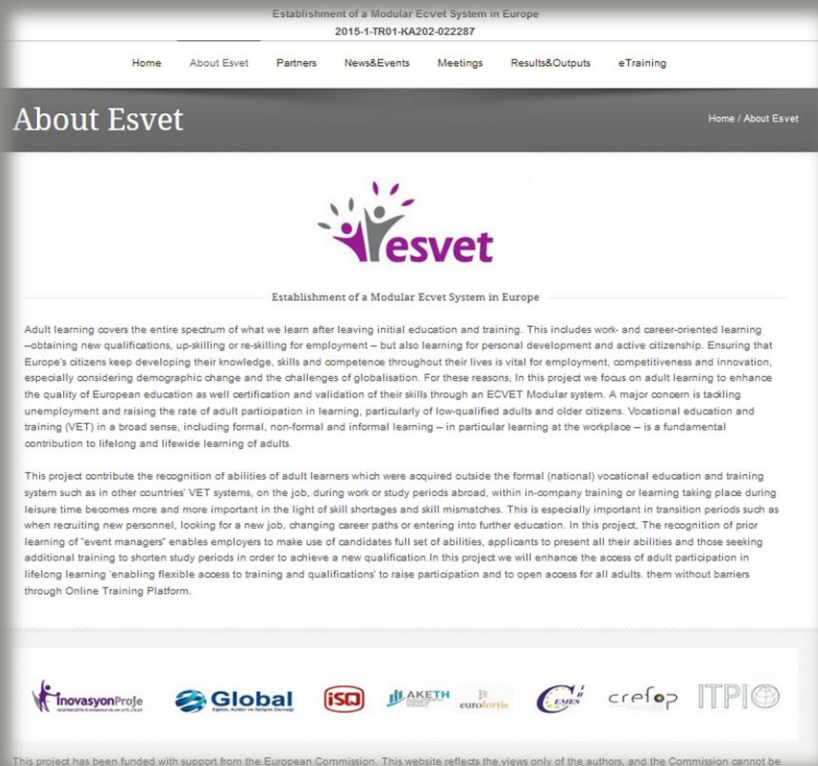 Establishment of a Modular Ecvet System in Europe
2015-1-TR01-KA202-022287
Home About Esvet Partners News&Events Meetings Results&Outputs eTraining
About Esvet
Home / About Esvet
esvet
Establishment of a Modular Ecvet System in Europe
Adult learning covers the entire spectrum of what we learn after leaving initial education and training. This includes work- and career-oriented learning
–obtaining new qualifications, up-skilling or re-skilling for employment – but also learning for personal development and active citizenship. Ensuring that
Europe's citizens keep developing their knowledge, skills and competence throughout their lives is vital for employment, competitiveness and innovation,
especially considering demographic change and the challenges of globalisation. For these reasons, In this project we focus on adult learning to enhance
the quality of European education as well certification and validation of their skills through an ECVET Modular system. A major concern is tackling
unemployment and raising the rate of adult participation in learning, particularly of low-qualified adults and older citizens. Vocational education and
training (VET) in a broad sense, including formal, non-formal and informal learning – in particular learning at the workplace – is a fundamental
contribution to lifelong and lifewide learning of adults.
This project contribute the recognition of abilities of adult learners which were acquired outside the formal (national) vocational education and training
system such as in other countries' VET systems, on the job, during work or study periods abroad, within in-company training or learning taking place during
leisure time becomes more and more important in the light of skill shortages and skill mismatches. This is especially important in transition periods such as
when recruiting new personnel, looking for a new job, changing career paths or entering into further education. In this project, The recognition of prior
learning of "event managers" enables employers to make use of candidates full set of abilities, applicants to present all their abilities and those seeking
additional training to shorten study periods in order to achieve a new qualification.In this project we will enhance the access of adult participation in
lifelong learning 'enabling flexible access to training and qualifications' to raise participation and to open access for all adults. them without barriers
through Online Training Platform.
inovasyonProje Global isQ AKETH eurofortis CEMES crefop ITPIO
Eğitim, Kültür ve İletişim Derneği
This project has been funded with support from the European Commission. This website reflects the views only of the authors, and the Commission cannot be